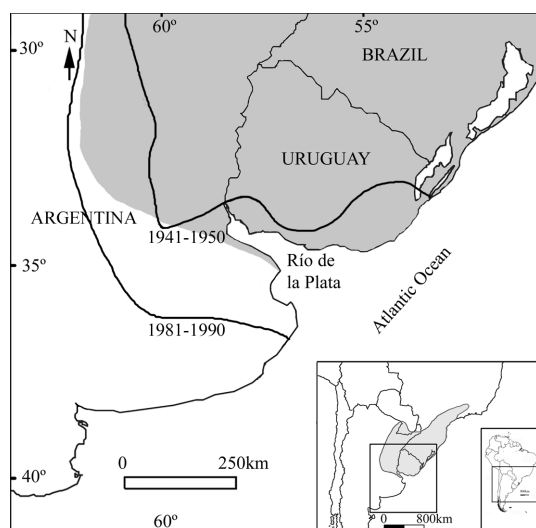 60º
55º
30º
N
BRAZIL
URUGUAY
ARGENTINA
1941-1950
35º
Río de
la Plata
Atlantic Ocean
1981-1990
0
250km
40º
60º
0
800km